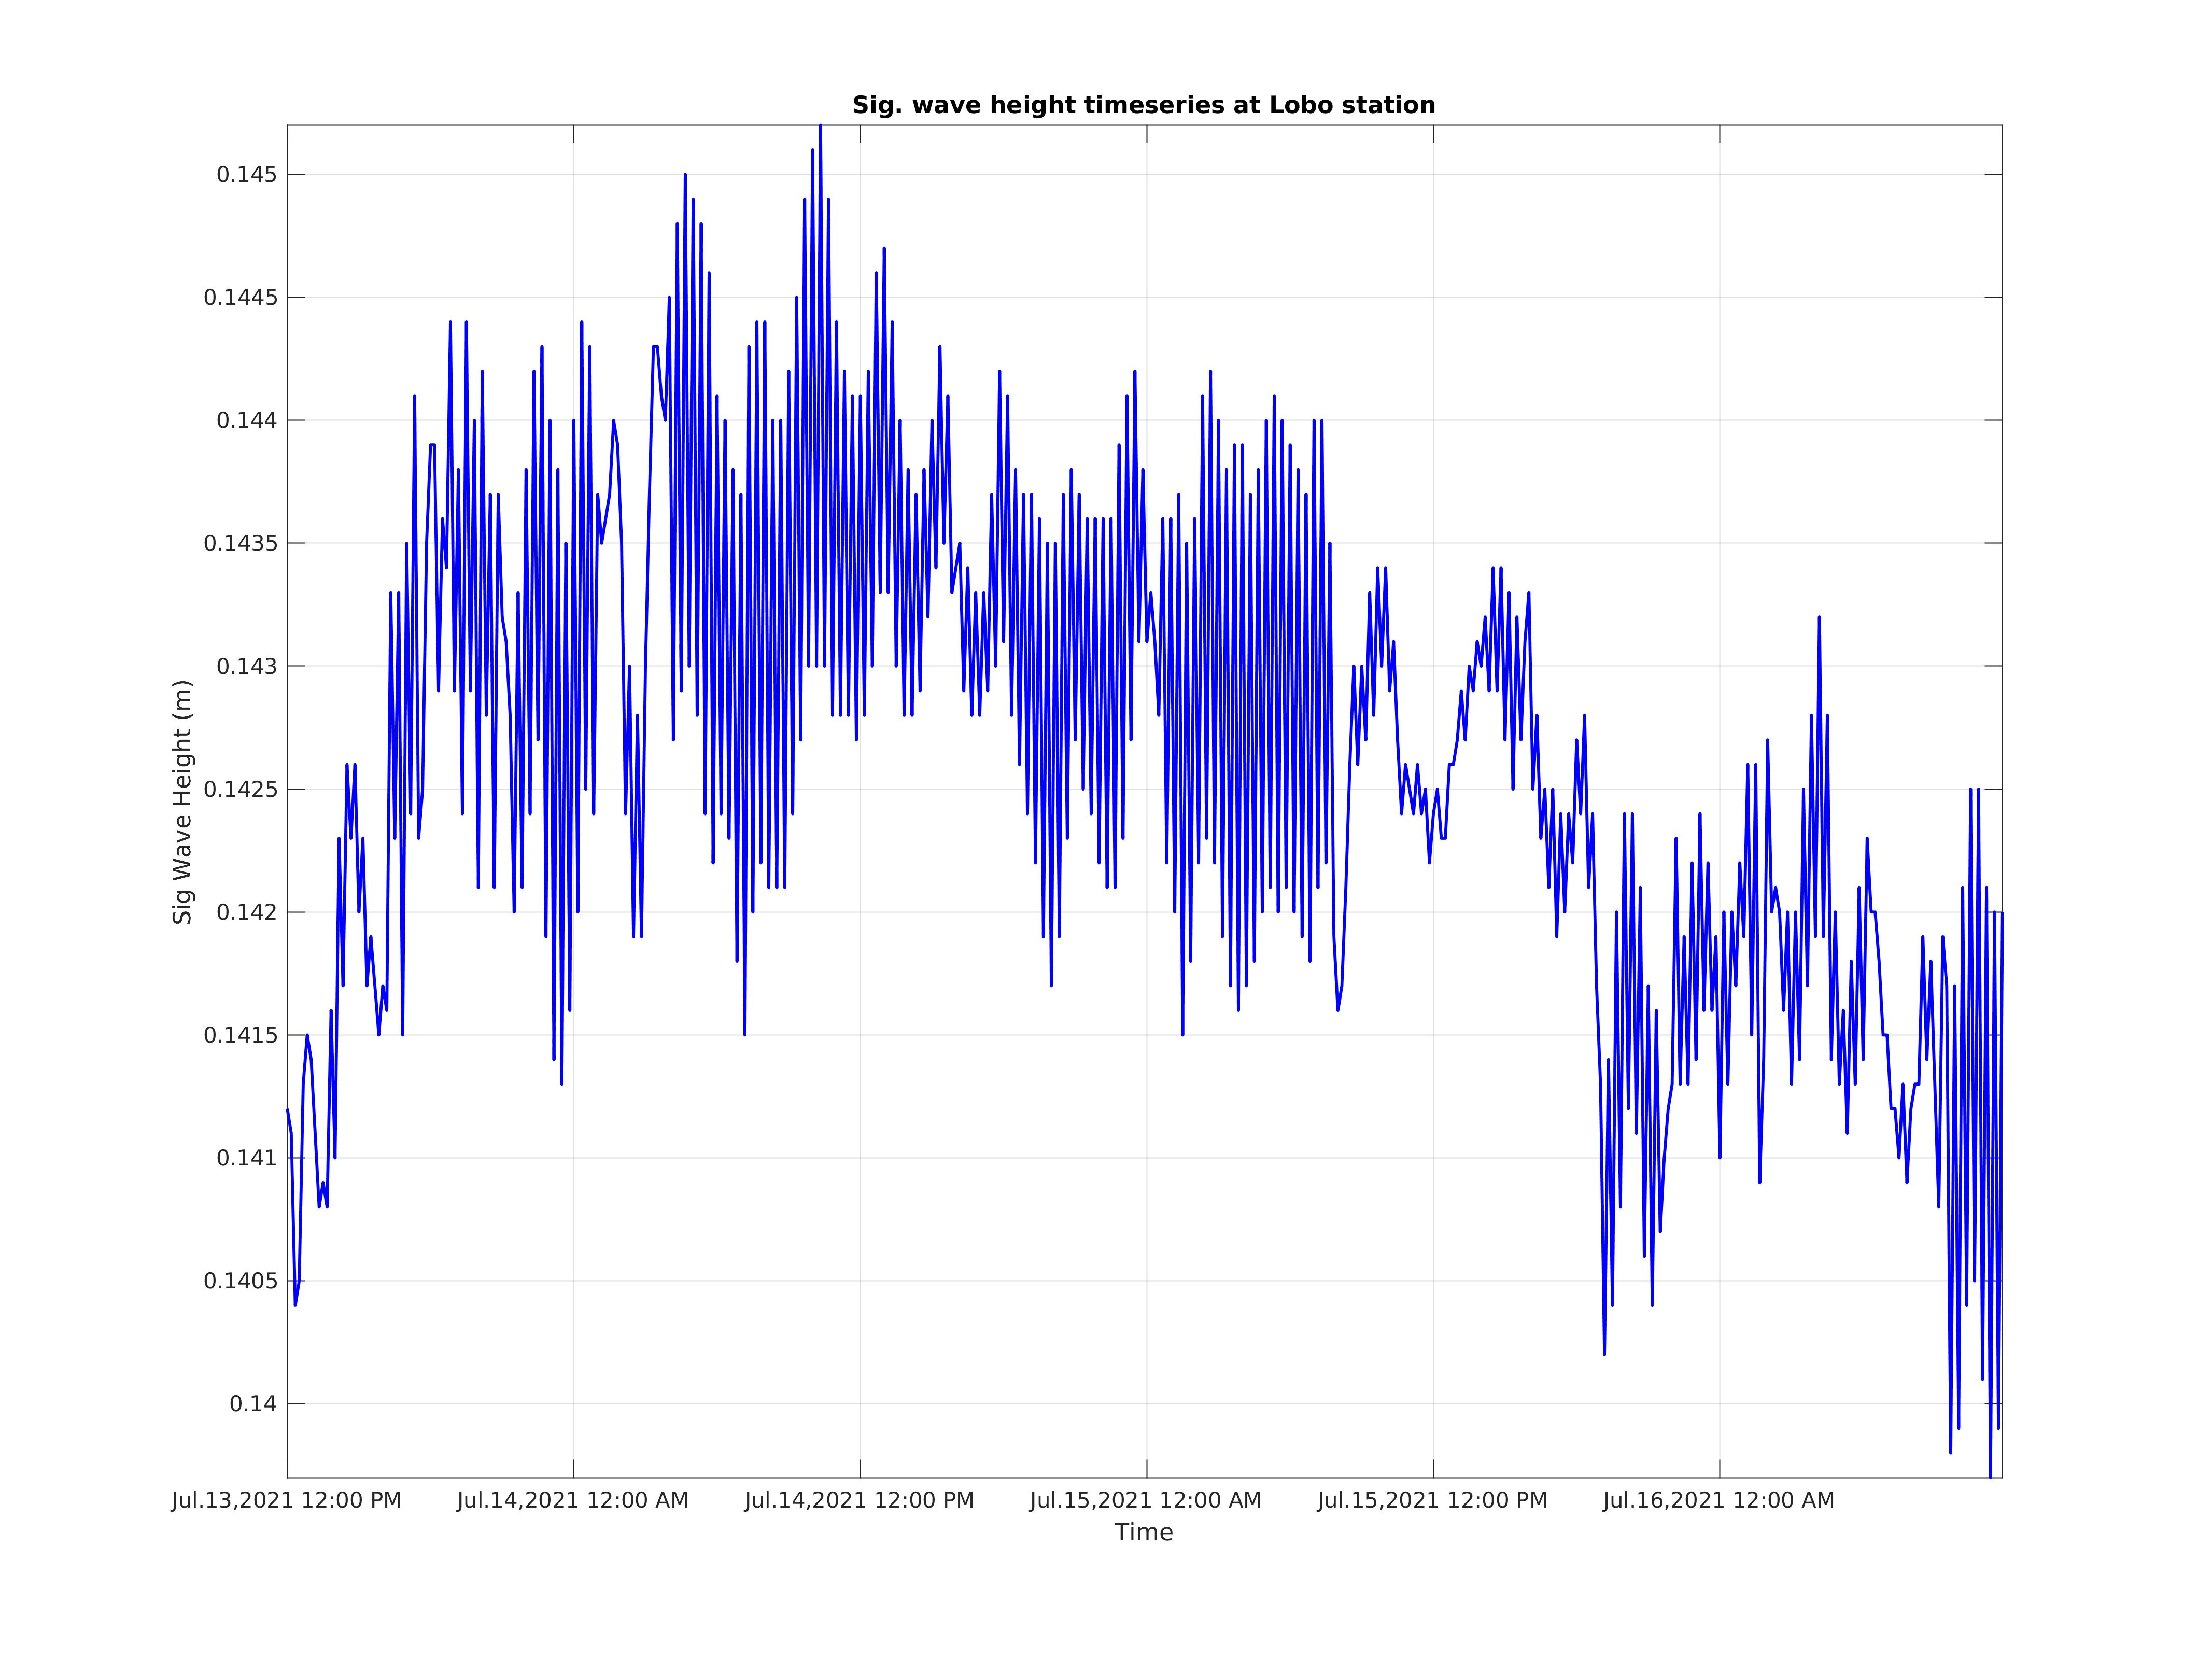 Sig. wave height timeseries at Lobo station
0.145
0.1445
0.144
0.1435
0.143
0.1425
0.142
0.1415
0.141
0.1405
0.14
Sig Wave Height (m)
Jul.13,2021 12:00 PM Jul.14,2021 12:00 AM Jul.14,2021 12:00 PM Jul.15,2021 12:00 AM Jul.15,2021 12:00 PM Jul.16,2021 12:00 AM
Time